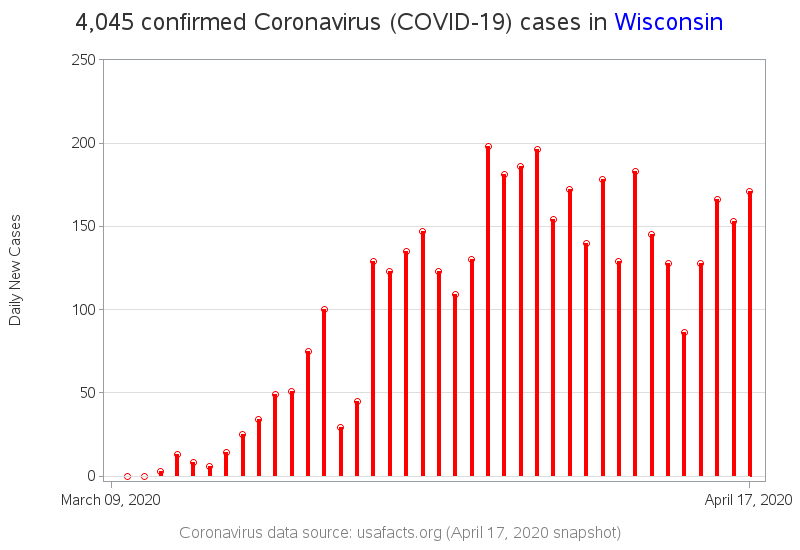 4,045 confirmed Coronavirus (COVID-19) cases in Wisconsin
250
200
150
100
50
0
Daily New Cases
March 09, 2020
April 17, 2020
Coronavirus data source: usafacts.org (April 17, 2020 snapshot)